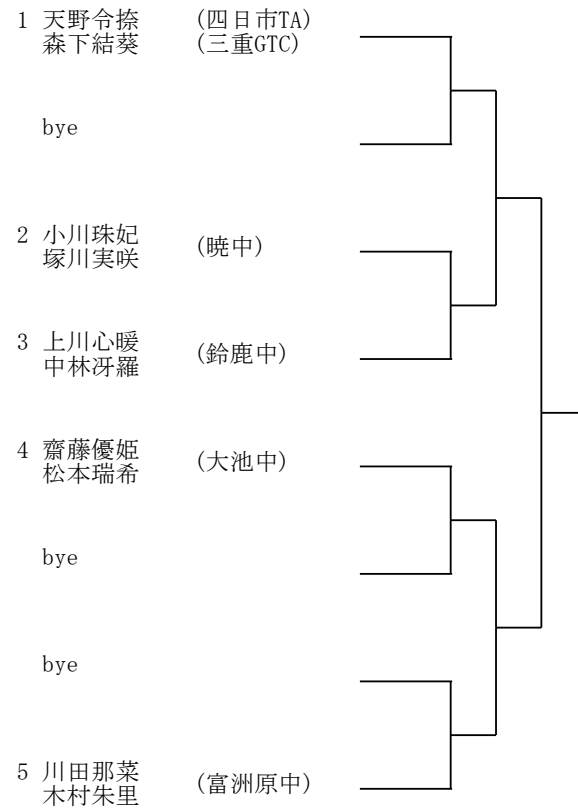 1 天野令捺 (四日市TA)
森下結葵 (三重GTC)
bye
2 小川珠妃
塚川実咲 (暁中)
3 上川心暖
中林冴羅 (鈴鹿中)
4 齋藤優姫
松本瑞希 (大池中)
bye
bye
5 川田那菜
木村朱里 (富洲原中)